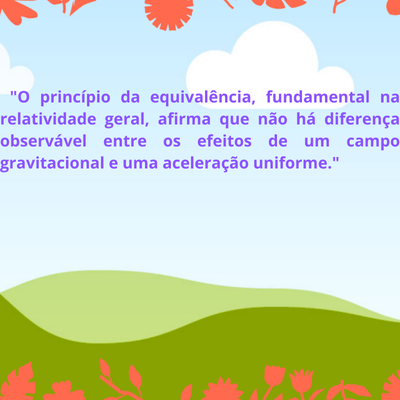 "O princípio da equivalência, fundamental na
relatividade geral, afirma que não há diferença
observável entre os efeitos de um campo
gravitacional e uma aceleração uniforme."